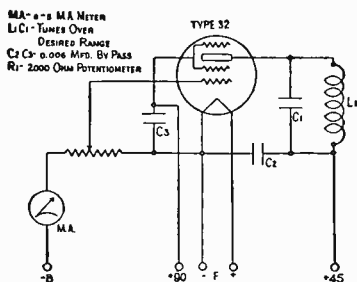 MA-0-8 M.A. METER
L1C1-TUNES OVER
DESIRED RANGE
C2 C3-0.006 MFD. BY PASS
R1-2000 OHM POTENTIOMETER
TYPE 32
C3
C1
L1
C2
M.A.
-B
+90
- F +
+45